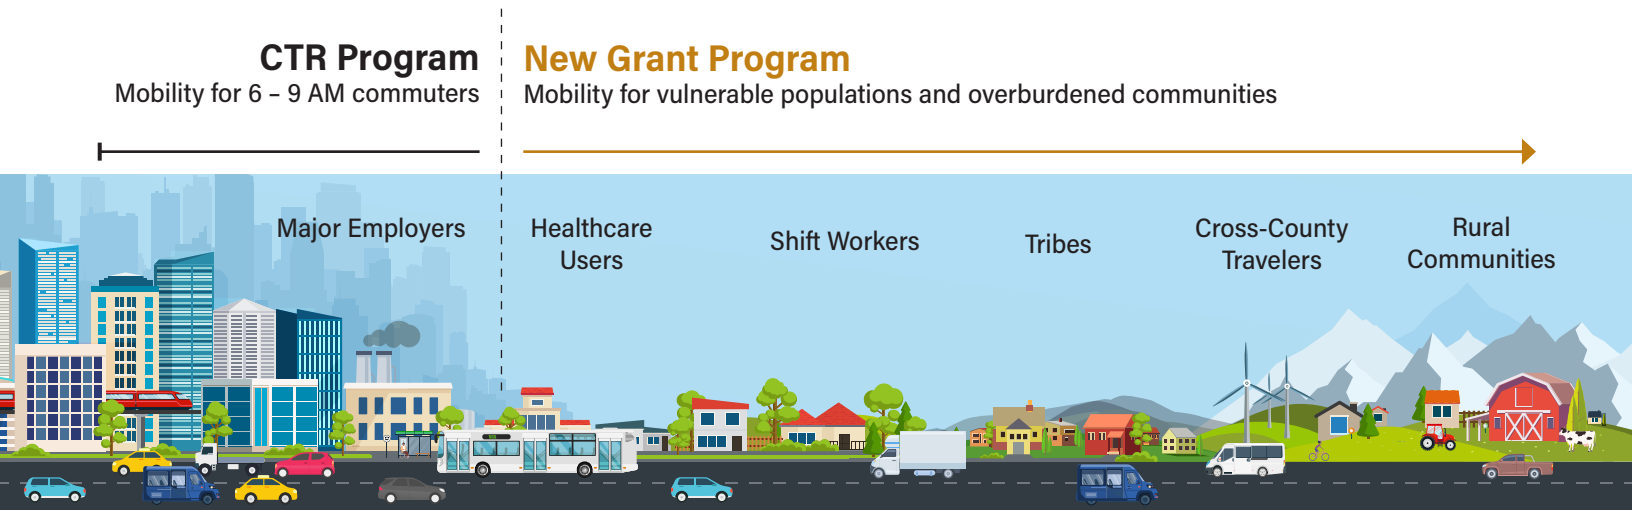 CTR Program
Mobility for 6 – 9 AM commuters
New Grant Program
Mobility for vulnerable populations and overburdened communities
Major Employers
Healthcare
Users
Shift Workers
Tribes
Cross-County
Travelers
Rural
Communities